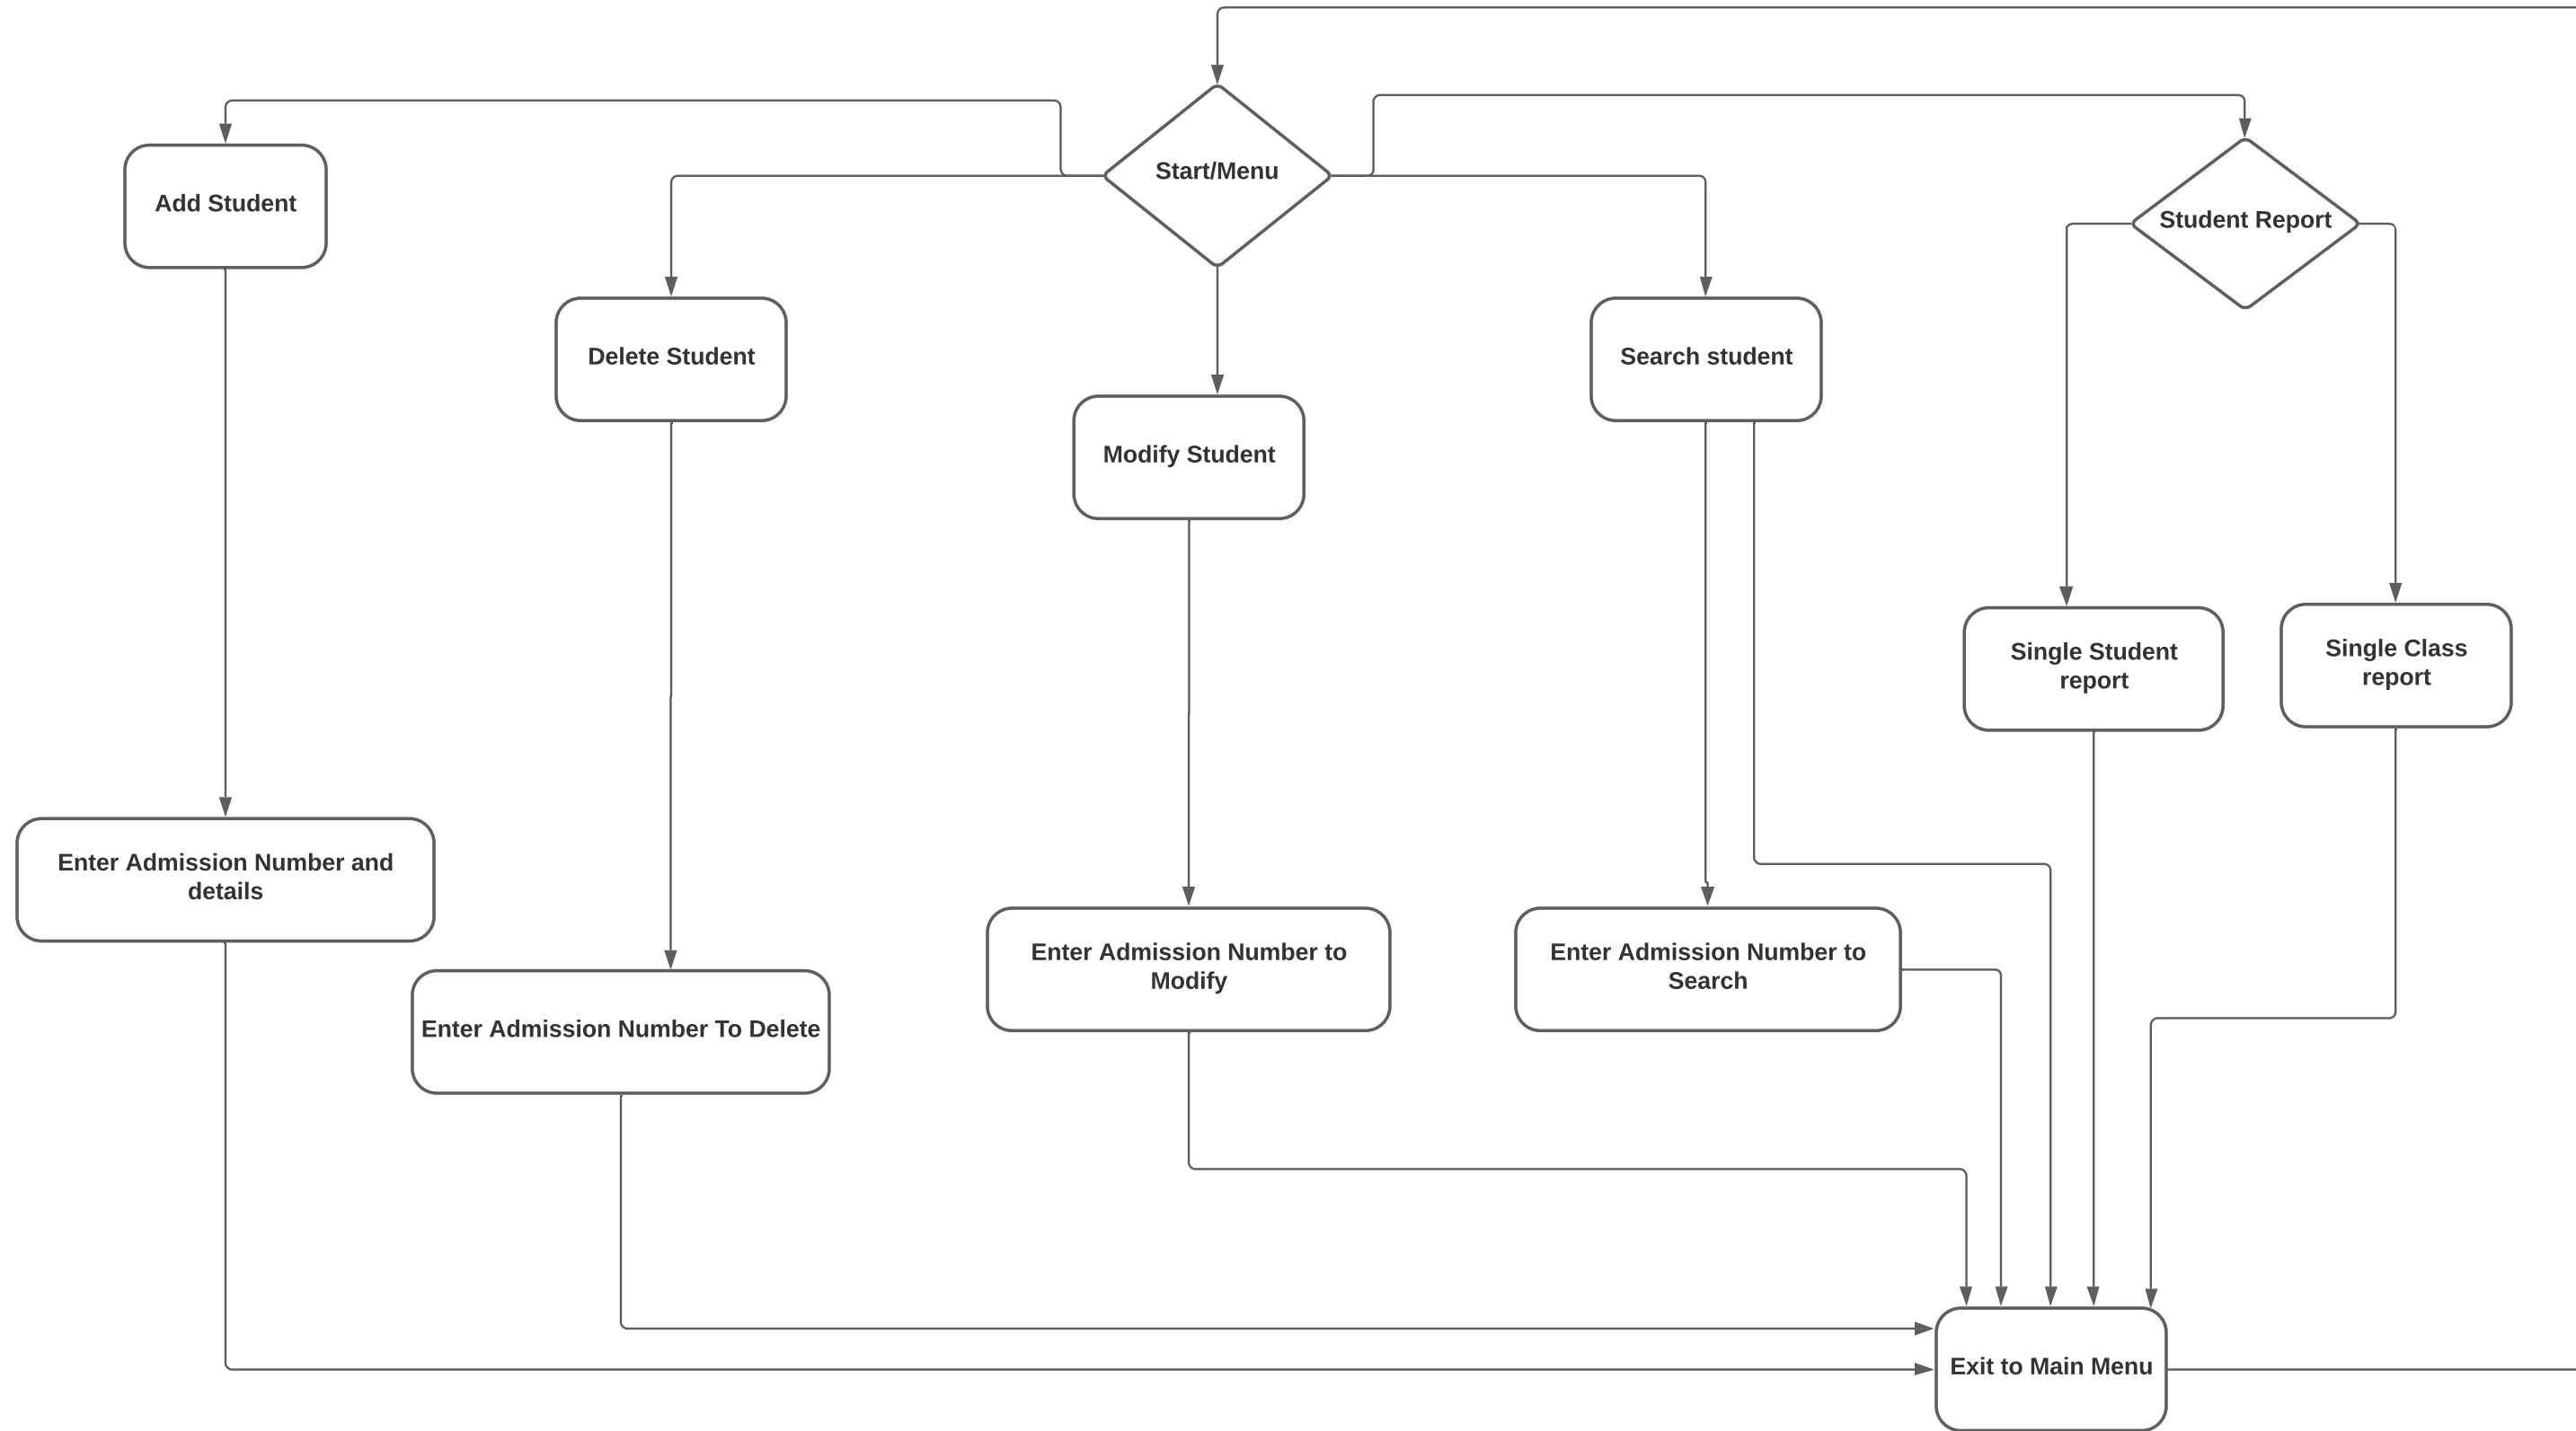 Start/Menu
Add Student
Student Report
Delete Student
Search student
Modify Student
Single Student
report
Single Class
report
Enter Admission Number and
details
Enter Admission Number to
Modify
Enter Admission Number to
Search
Enter Admission Number To Delete
Exit to Main Menu